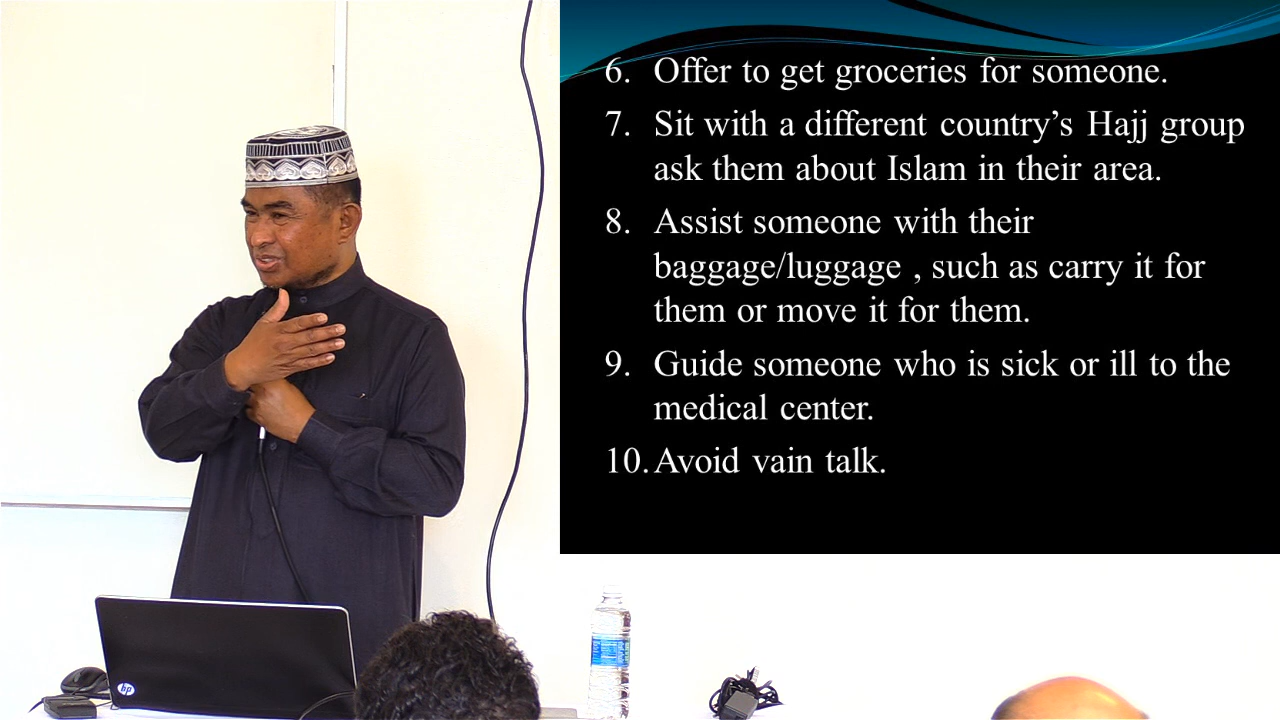 6. Offer to get groceries for someone.
7. Sit with a different country’s Hajj group
ask them about Islam in their area.
8. Assist someone with their
baggage/luggage , such as carry it for
them or move it for them.
9. Guide someone who is sick or ill to the
medical center.
10. Avoid vain talk.
hp